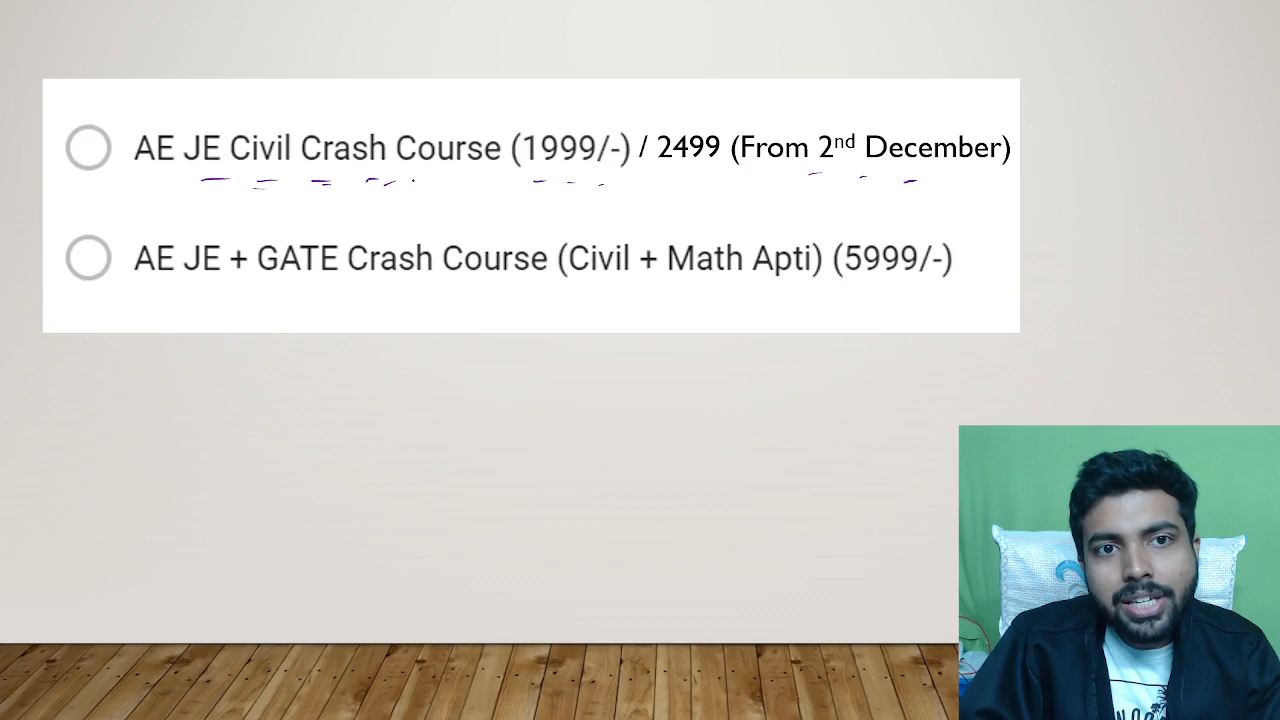 AE JE Civil Crash Course (1999/-) / 2499 (From 2nd December)
AE JE + GATE Crash Course (Civil + Math Apti) (5999/-)